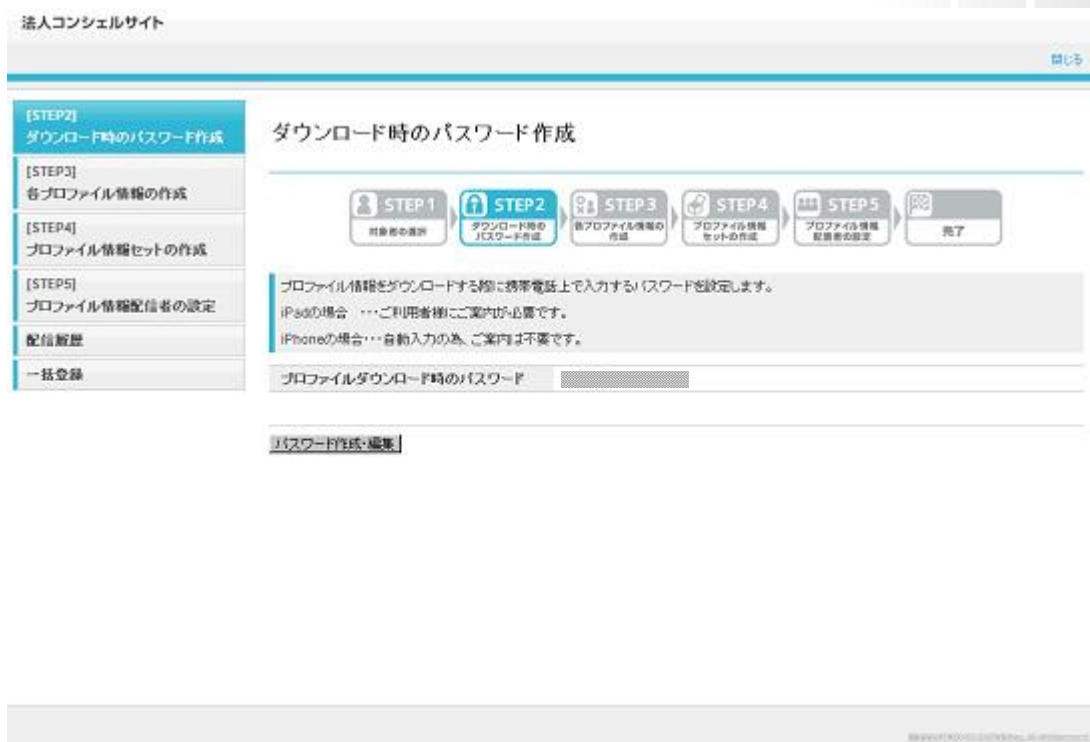 法人コンシェルサイト
閉じる
[STEP2]
ダウンロード時のパスワード作成
[STEP3]
各プロファイル情報の作成
[STEP4]
プロファイル情報セットの作成
[STEP5]
プロファイル情報配信者の設定
配信履歴
一括登録
ダウンロード時のパスワード作成
STEP 1
対象者の選択
STEP 2
ダウンロード時の
パスワード作成
STEP 3
各プロファイル情報の
作成
STEP 4
プロファイル情報
セットの作成
STEP 5
プロファイル情報
配信者の設定
完了
プロファイル情報をダウンロードする際に携帯電話上で入力するパスワードを設定します。
iPadの場合 ・・・ご利用者様にご案内が必要です。
iPhoneの場合・・・自動入力の為、ご案内は不要です。
プロファイルダウンロード時のパスワード
パスワード作成・編集